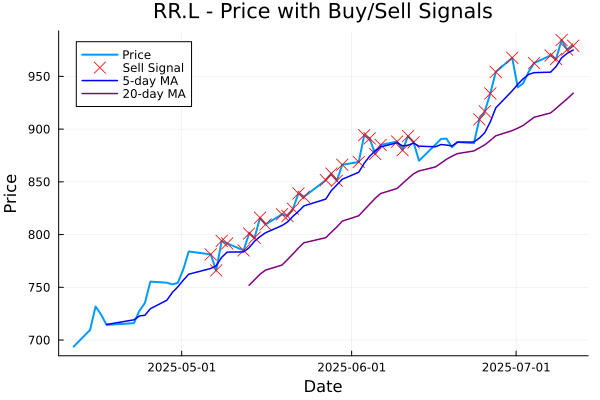 RR.L - Price with Buy/Sell Signals
Price
Sell Signal
5-day MA
20-day MA
950
900
850
800
750
700
Price
2025-05-01
2025-06-01
2025-07-01
Date